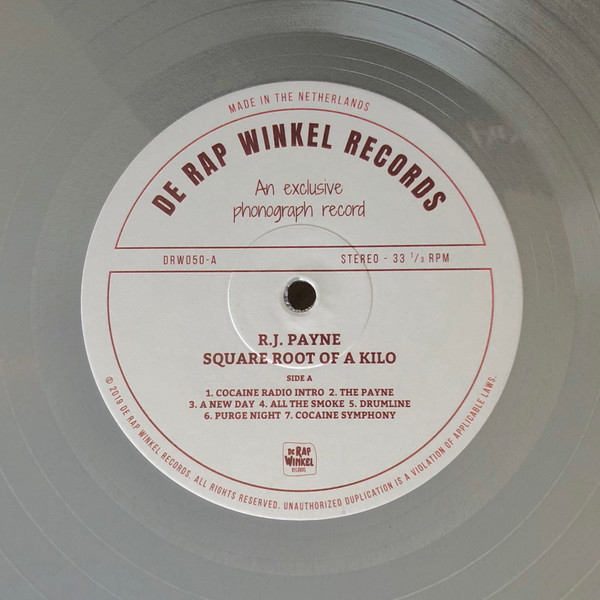 MADE IN THE NETHERLANDS
DE RAP WINKEL RECORDS
An exclusive
phonograph record
DRW050-A
STEREO - 33 1/3 RPM
R.J. PAYNE
SQUARE ROOT OF A KILO
SIDE A
1. COCAINE RADIO INTRO 2. THE PAYNE
3. A NEW DAY 4. ALL THE SMOKE 5. DRUMLINE
6. PURGE NIGHT 7. COCAINE SYMPHONY
DE RAP
WINKEL
RECORDS
© 2019 DE RAP WINKEL RECORDS. ALL RIGHTS RESERVED. UNAUTHORIZED DUPLICATION IS A VIOLATION OF APPLICABLE LAWS.